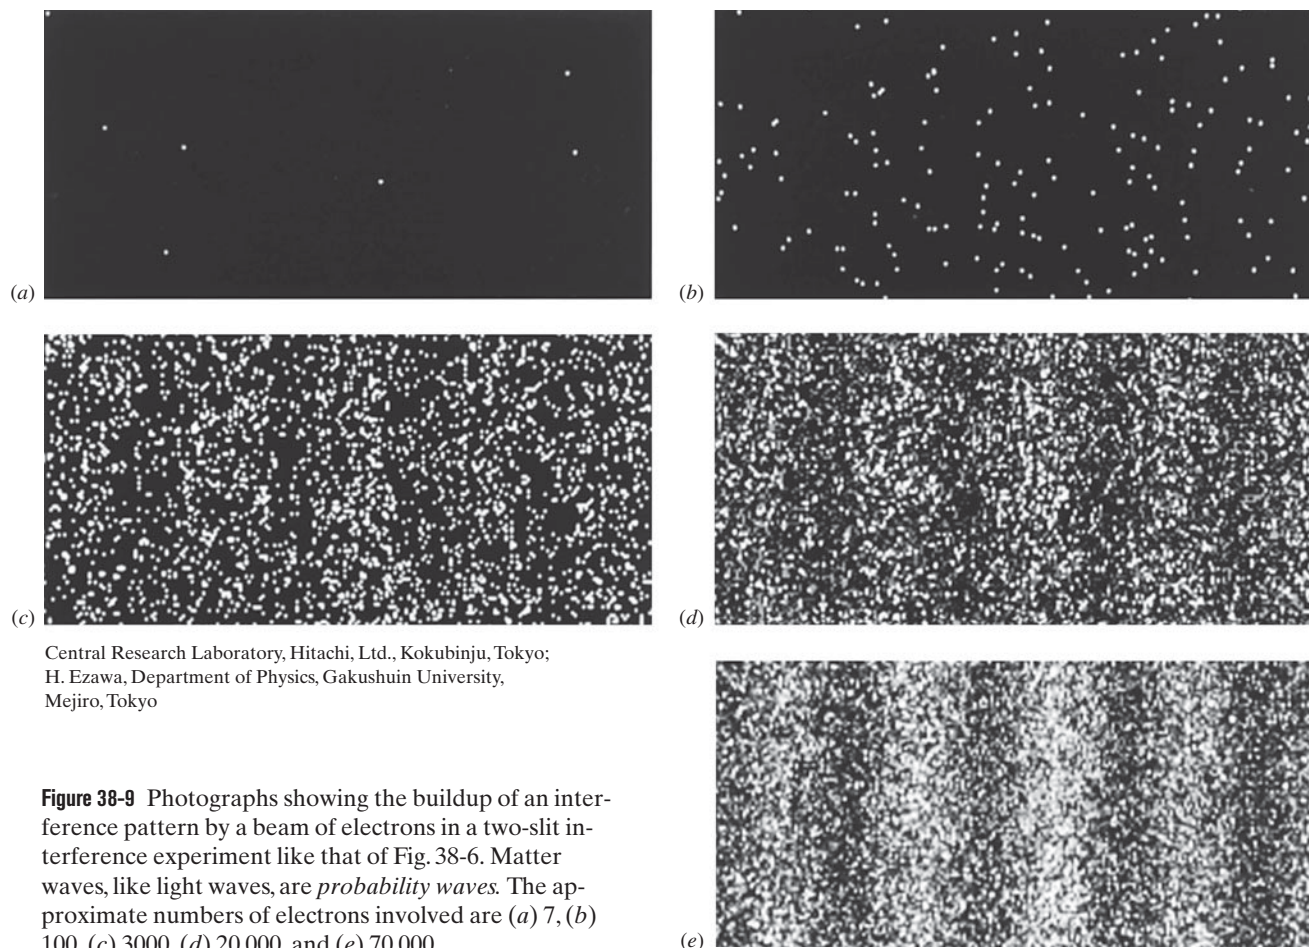 (a)
(b)
(c)
(d)
Central Research Laboratory, Hitachi, Ltd., Kokubinju, Tokyo;
H. Ezawa, Department of Physics, Gakushuin University,
Mejiro, Tokyo
Figure 38-9 Photographs showing the buildup of an inter-
ference pattern by a beam of electrons in a two-slit in-
terference experiment like that of Fig. 38-6. Matter
waves, like light waves, are probability waves. The ap-
proximate numbers of electrons involved are (a) 7, (b)
100, (c) 3000, (d) 20 000, and (e) 70 000.
(e)